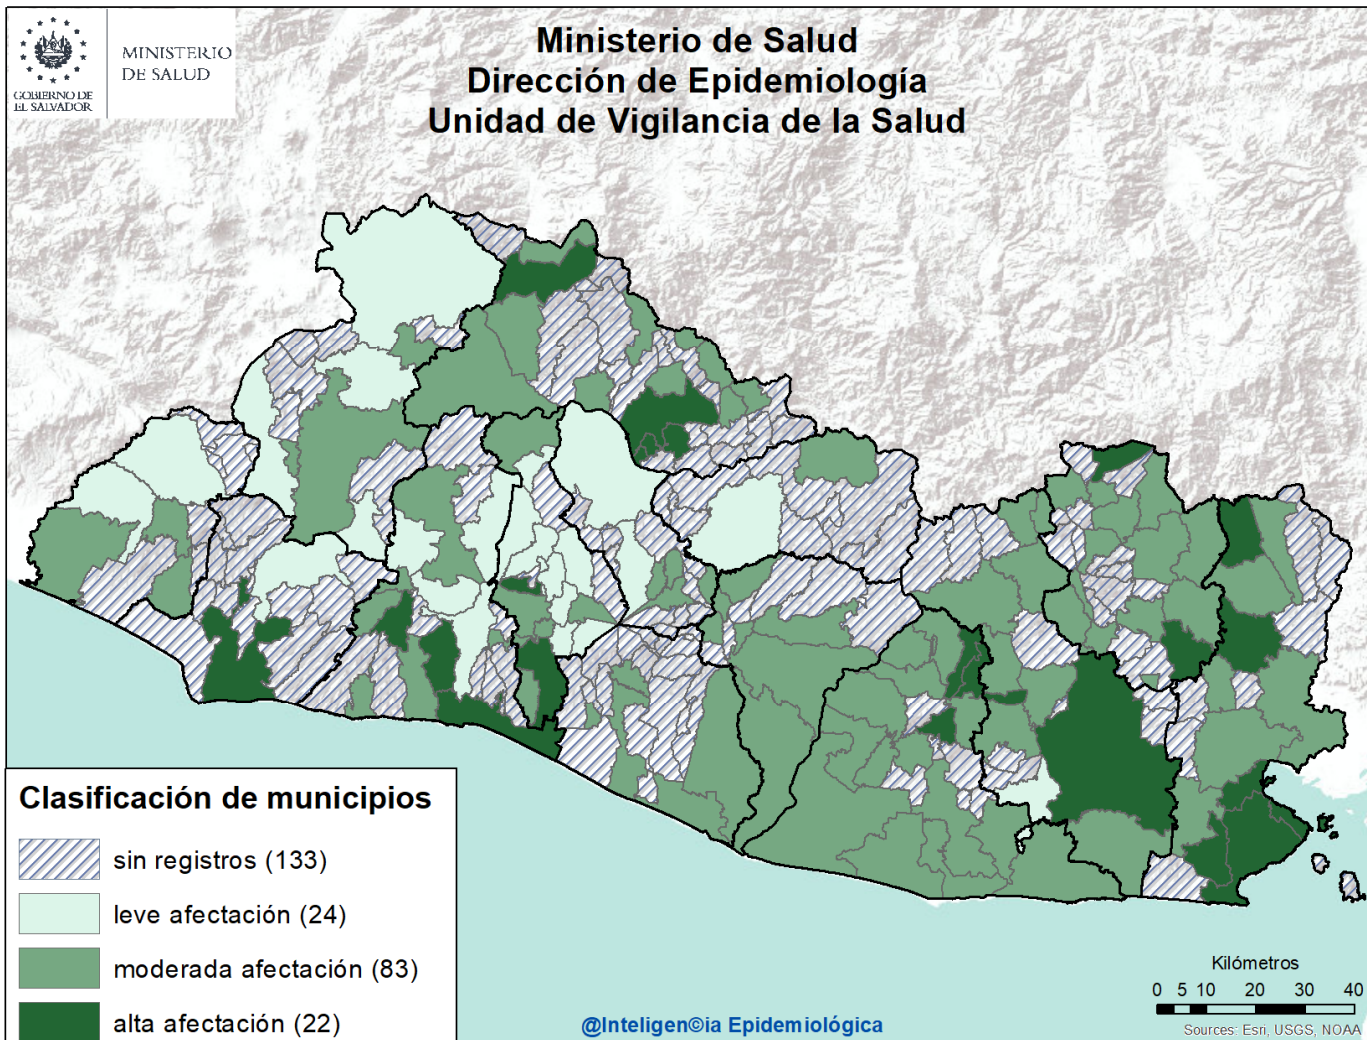 GOBIERNO DE
EL SALVADOR
MINISTERIO
DE SALUD
Ministerio de Salud
Dirección de Epidemiología
Unidad de Vigilancia de la Salud
Clasificación de municipios
sin registros (133)
leve afectación (24)
moderada afectación (83)
alta afectación (22)
@Inteligen©ia Epidemiológica
Kilómetros
0 5 10 20 30 40
Sources: Esri, USGS, NOAA